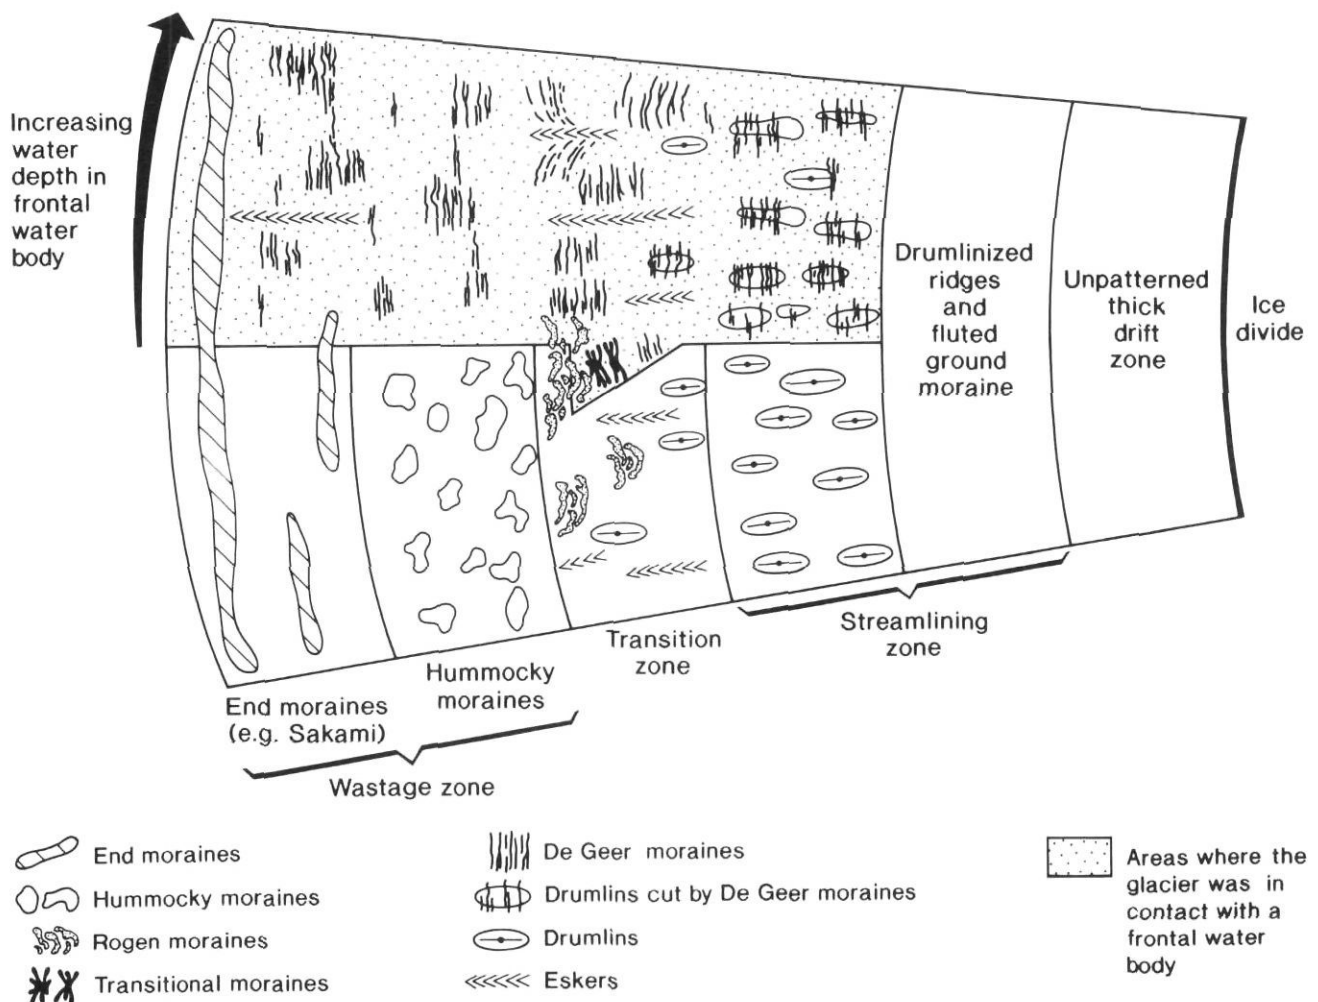 Increasing
water
depth in
frontal
water
body
Drumlinized
ridges
and
fluted
ground
moraine
Unpatterned
thick
drift
zone
Ice
divide
Streamlining
zone
Transition
zone
Hummocky
moraines
End moraines
(e.g. Sakami)
Wastage zone
End moraines
Hummocky moraines
Rogen moraines
Transitional moraines
De Geer moraines
Drumlins cut by De Geer moraines
Drumlins
Eskers
Areas where the
glacier was in
contact with a
frontal water
body